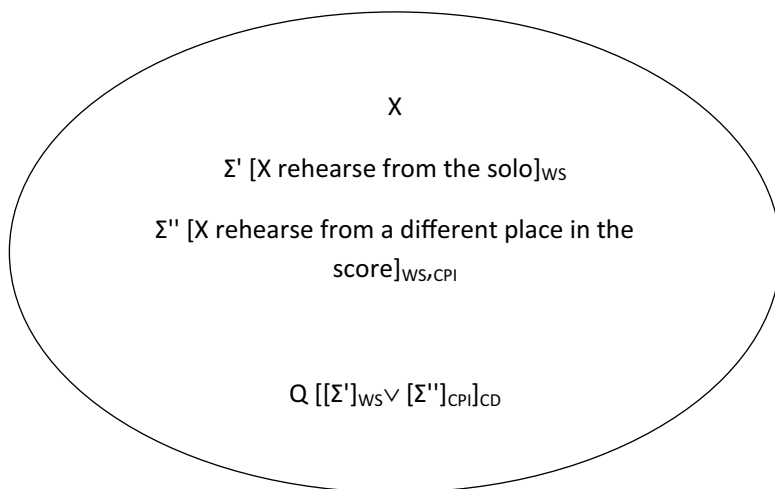 X
Σ' [X rehearse from the solo]WS
Σ'' [X rehearse from a different place in the
score]WS,CPI
Q [[Σ']WS∨ [Σ'']CPI]CD